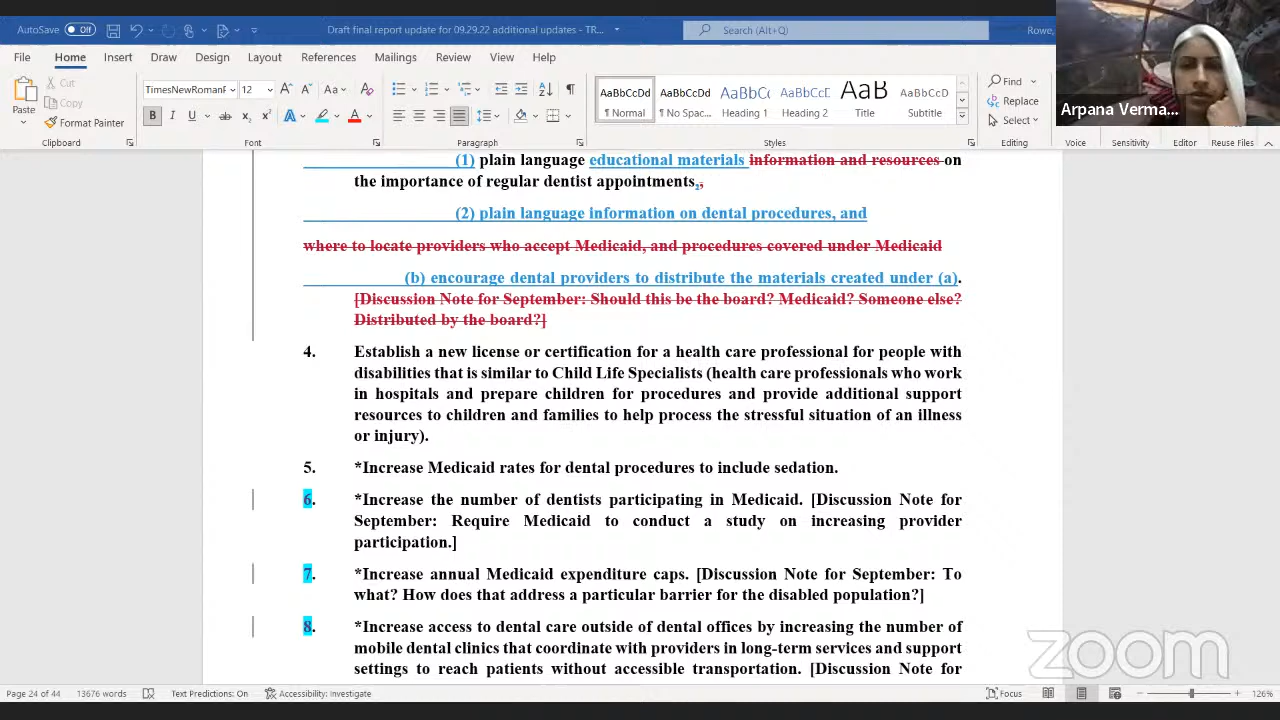 AutoSave Off
Draft final report update for 09.29.22 additional updates - TR...
Search (Alt+Q)
Rowe,
File Home Insert Draw Design Layout References Mailings Review View Help
Paste
Cut
Copy
Format Painter
Clipboard
TimesNewRomanF 12
Font
Paragraph
AaBbCcDd
¶ Normal
AaBbCcDd
¶ No Spac...
AaBbC
Heading 1
AaBbCcC
Heading 2
AaB
Title
AaBbCcD
Subtitle
Styles
Find
Replace
Select
Editing
Voice
Sensitivity
Editor
Reuse Files
Arpana Verma...
(1) plain language educational materials information and resources on
the importance of regular dentist appointments,,
(2) plain language information on dental procedures, and
where to locate providers who accept Medicaid, and procedures covered under Medicaid
(b) encourage dental providers to distribute the materials created under (a).
[Discussion Note for September: Should this be the board? Medicaid? Someone else?
Distributed by the board?]
4. Establish a new license or certification for a health care professional for people with
disabilities that is similar to Child Life Specialists (health care professionals who work
in hospitals and prepare children for procedures and provide additional support
resources to children and families to help process the stressful situation of an illness
or injury).
5. *Increase Medicaid rates for dental procedures to include sedation.
6. *Increase the number of dentists participating in Medicaid. [Discussion Note for
September: Require Medicaid to conduct a study on increasing provider
participation.]
7. *Increase annual Medicaid expenditure caps. [Discussion Note for September: To
what? How does that address a particular barrier for the disabled population?]
8. *Increase access to dental care outside of dental offices by increasing the number of
mobile dental clinics that coordinate with providers in long-term services and support
settings to reach patients without accessible transportation. [Discussion Note for
zoom
Page 24 of 44 13676 words Text Predictions: On Accessibility: Investigate Focus 126%